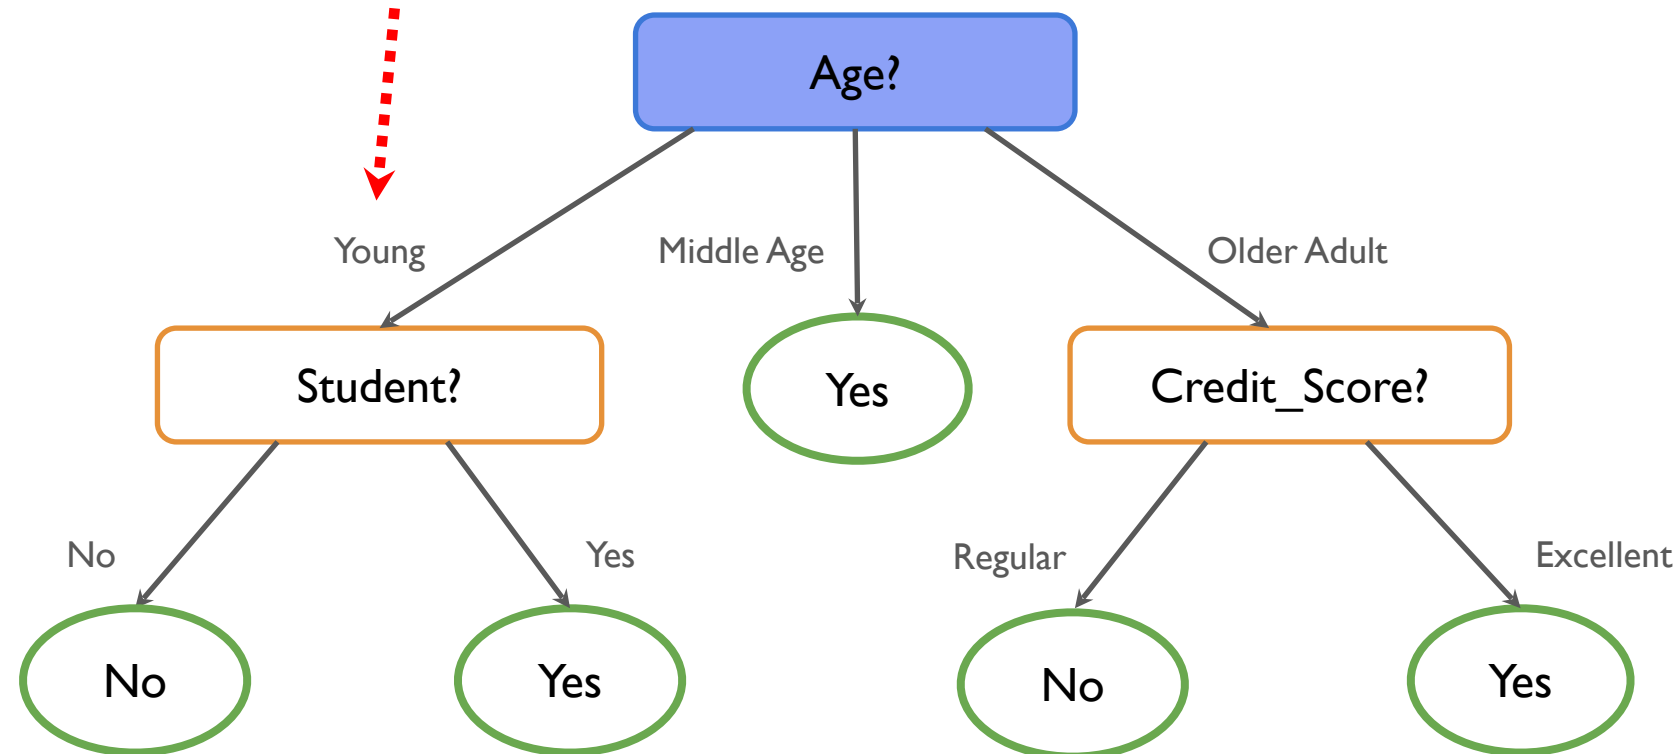 Age?
Young
Middle Age
Older Adult
Student?
Yes
Credit_Score?
No
Yes
Regular
Excellent
No
Yes
No
Yes